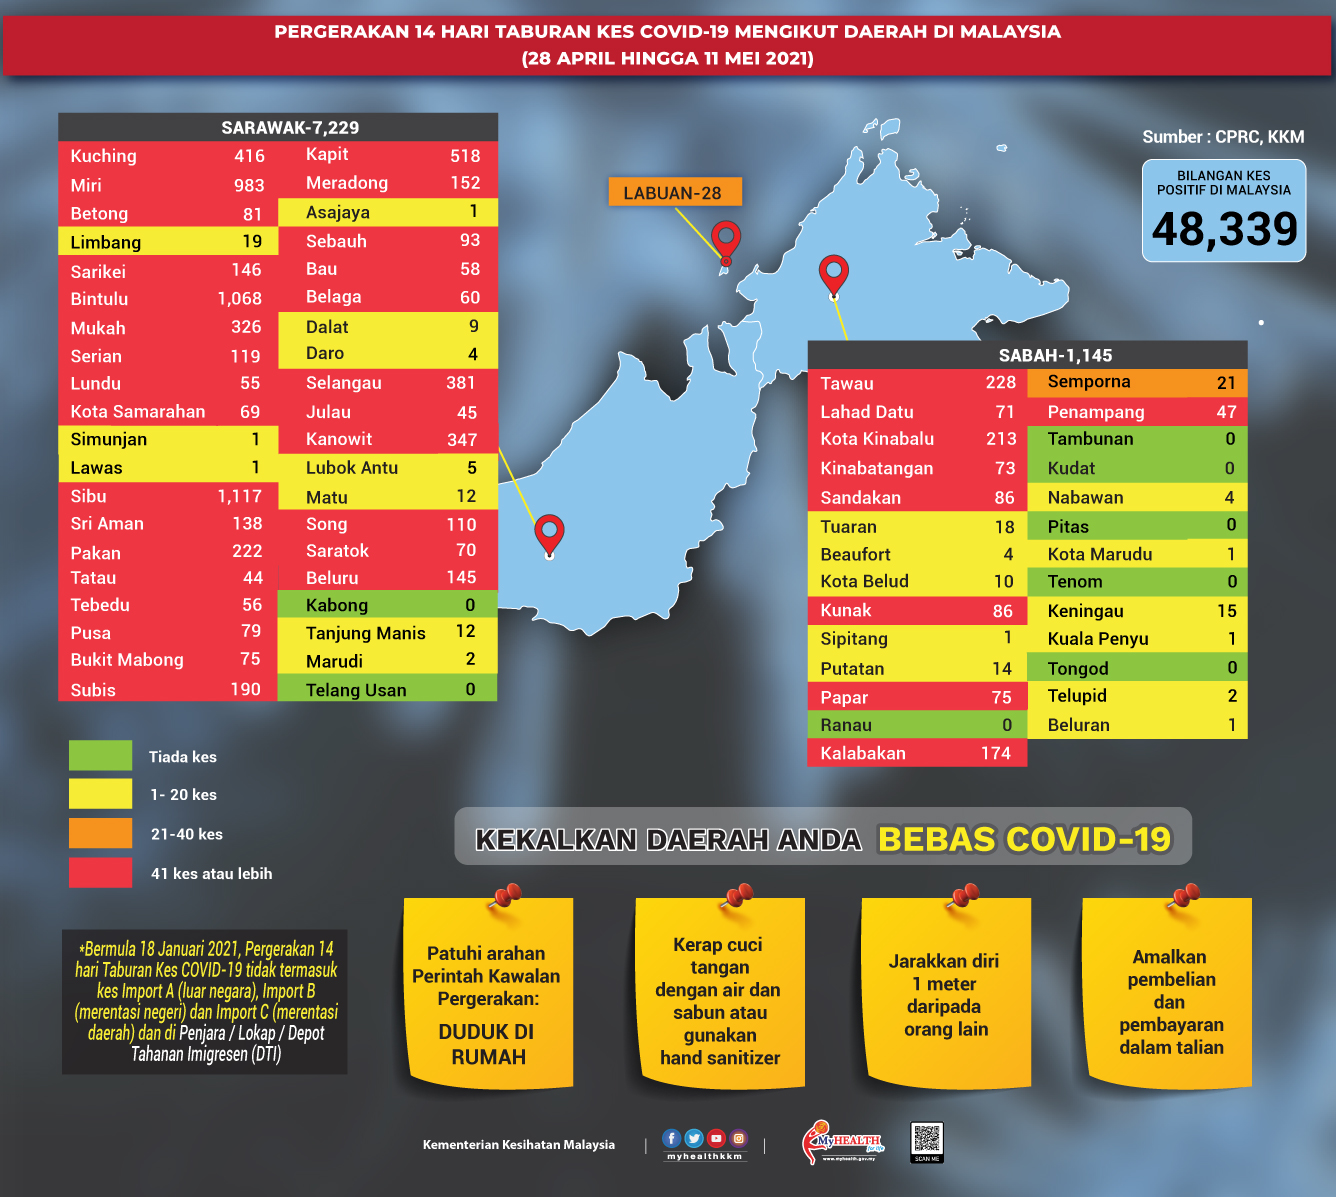 PERGERAKAN 14 HARI TABURAN KES COVID-19 MENGIKUT DAERAH DI MALAYSIA
(28 APRIL HINGGA 11 MEI 2021)
Sumber : CPRC, KKM
BILANGAN KES
POSITIF DI MALAYSIA
48,339
LABUAN-28
SARAWAK-7,229
Kuching 416 Kapit 518
Miri 983 Meradong 152
Betong 81 Asajaya 1
Limbang 19 Sebauh 93
Sarikei 146 Bau 58
Bintulu 1,068 Belaga 60
Mukah 326 Dalat 9
Serian 119 Daro 4
Lundu 55 Selangau 381
Kota Samarahan 69 Julau 45
Simunjan 1 Kanowit 347
Lawas 1 Lubok Antu 5
Sibu 1,117 Matu 12
Sri Aman 138 Song 110
Pakan 222 Saratok 70
Tatau 44 Beluru 145
Tebedu 56 Kabong 0
Pusa 79 Tanjung Manis 12
Bukit Mabong 75 Marudi 2
Subis 190 Telang Usan 0
SABAH-1,145
Tawau 228 Semporna 21
Lahad Datu 71 Penampang 47
Kota Kinabalu 213 Tambunan 0
Kinabatangan 73 Kudat 0
Sandakan 86 Nabawan 4
Tuaran 18 Pitas 0
Beaufort 4 Kota Marudu 1
Kota Belud 10 Tenom 0
Kunak 86 Keningau 15
Sipitang 1 Kuala Penyu 1
Putatan 14 Tongod 0
Papar 75 Telupid 2
Ranau 0 Beluran 1
Kalabakan 174
Tiada kes
1- 20 kes
21-40 kes
41 kes atau lebih
*Bermula 18 Januari 2021, Pergerakan 14
hari Taburan Kes COVID-19 tidak termasuk
kes Import A (luar negara), Import B
(merentasi negeri) dan Import C (merentasi
daerah) dan di Penjara / Lokap / Depot
Tahanan Imigresen (DTI)
KEKALKAN DAERAH ANDA BEBAS COVID-19
Patuhi arahan
Perintah Kawalan
Pergerakan:
DUDUK DI
RUMAH
Kerap cuci
tangan
dengan air dan
sabun atau
gunakan
hand sanitizer
Jarakkan diri
1 meter
daripada
orang lain
Amalkan
pembelian
dan
pembayaran
dalam talian
Kementerian Kesihatan Malaysia
myhealthkkm
MyHEALTH
for life
www.myhealth.gov.my
SCAN ME